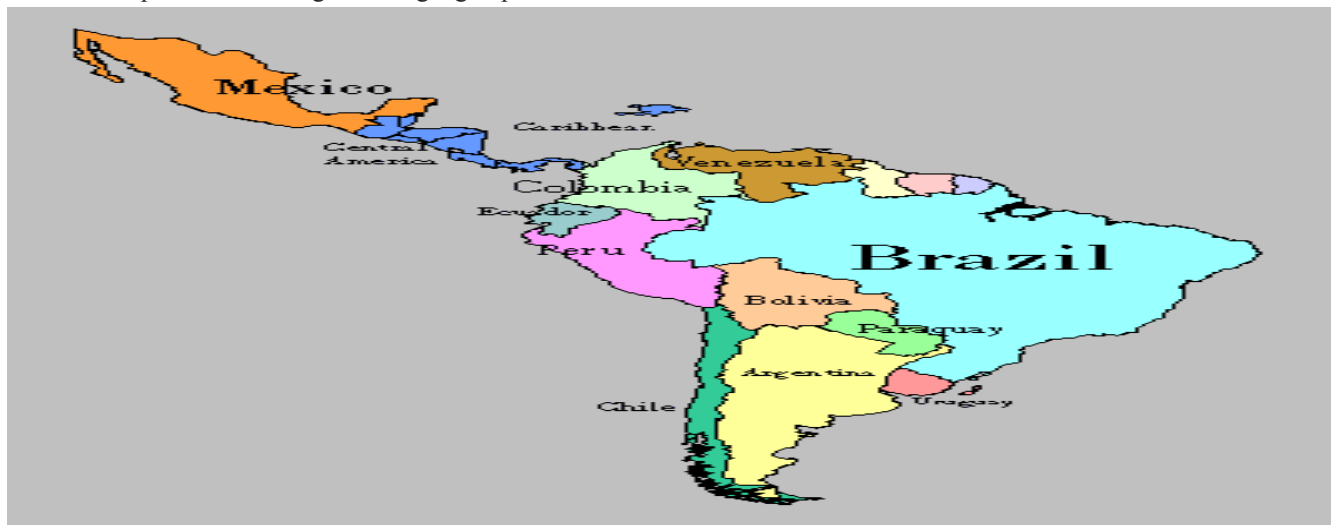 Mexico
Caribbean
Central
America
Venezuela
Colombia
Ecuador
Peru
Brazil
Bolivia
Paraguay
Argentina
Chile
Uruguay